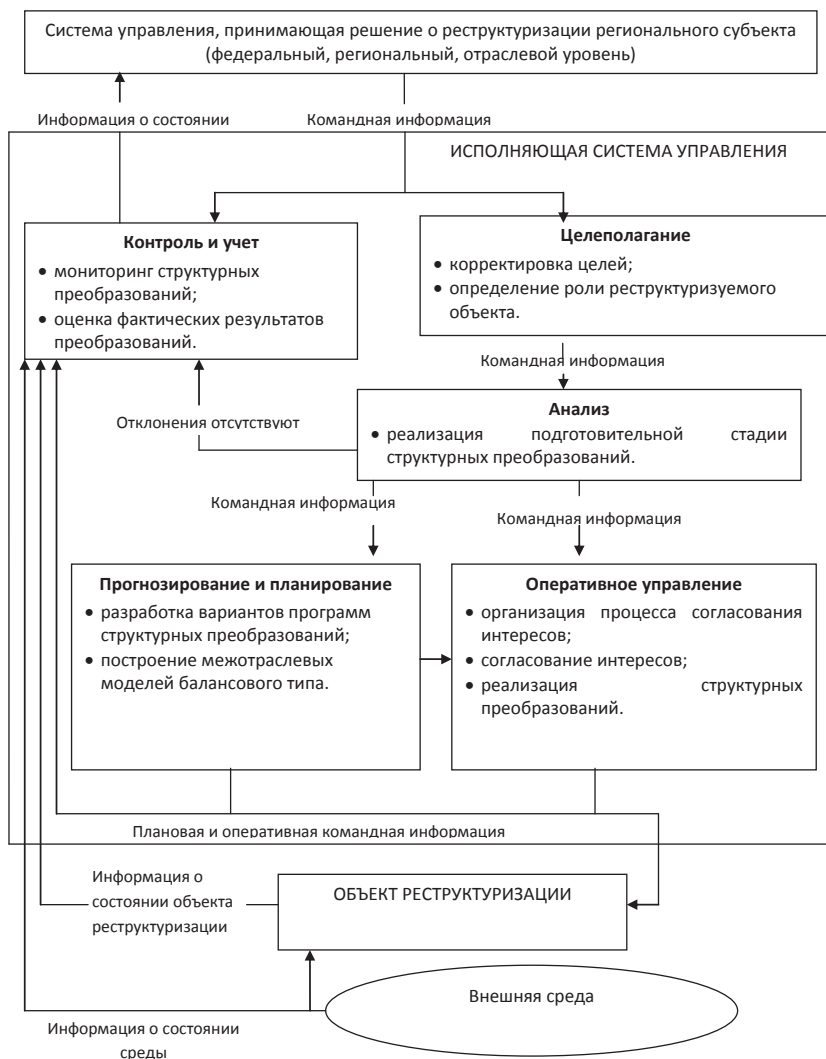 Система управления, принимающая решение о реструктуризации регионального субъекта
(федеральный, региональный, отраслевой уровень)
Информация о состоянии
Командная информация
ИСПОЛНЯЮЩАЯ СИСТЕМА УПРАВЛЕНИЯ
Контроль и учет
• мониторинг структурных
преобразований;
• оценка фактических результатов
преобразований.
Целеполагание
• корректировка целей;
• определение роли реструктуризуемого
объекта.
Командная информация
Анализ
• реализация подготовительной стадии
структурных преобразований.
Отклонения отсутствуют
Командная информация
Командная информация
Прогнозирование и планирование
• разработка вариантов программ
структурных преобразований;
• построение межотраслевых
моделей балансового типа.
Оперативное управление
• организация процесса согласования
интересов;
• согласование интересов;
• реализация структурных
преобразований.
Плановая и оперативная командная информация
Информация о
состоянии объекта
реструктуризации
ОБЪЕКТ РЕСТРУКТУРИЗАЦИИ
Внешняя среда
Информация о состоянии
среды